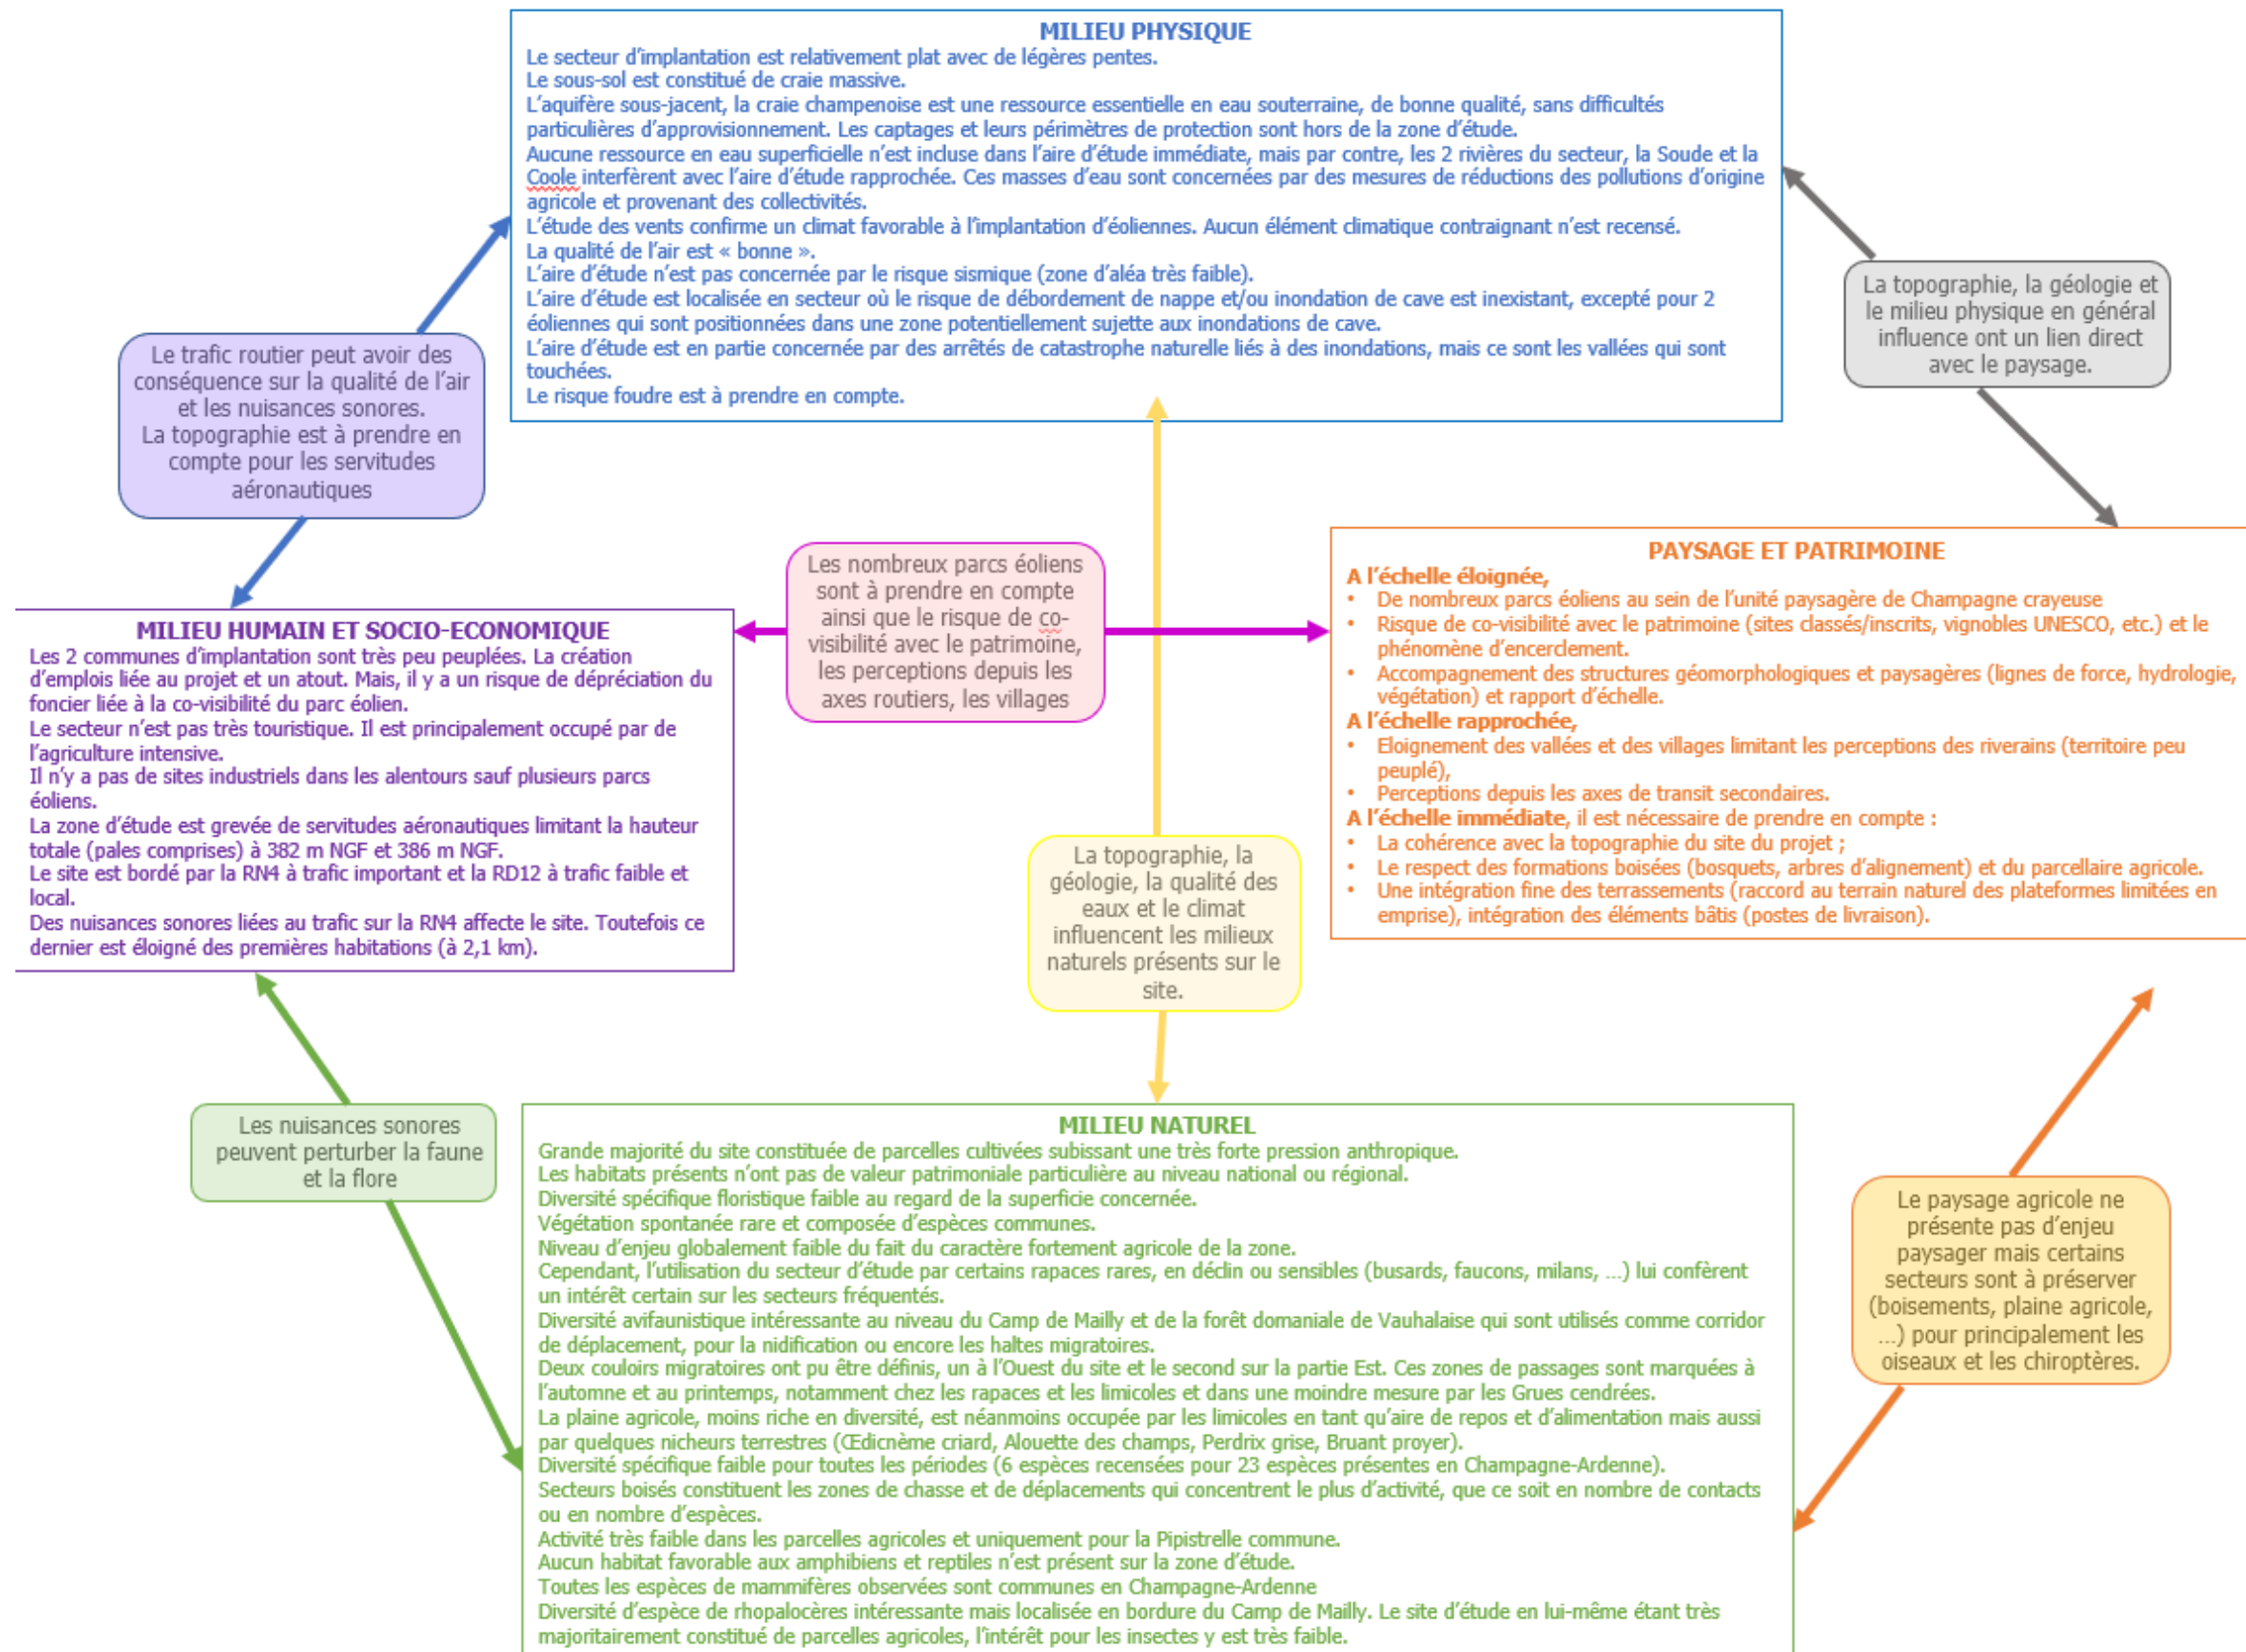 MILIEU PHYSIQUE
Le secteur d'implantation est relativement plat avec de légères pentes.
Le sous-sol est constitué de craie massive.
L'aquifère sous-jacent, la craie champenoise est une ressource essentielle en eau souterraine, de bonne qualité, sans difficultés
particulières d'approvisionnement. Les captages et leurs périmètres de protection sont hors de la zone d'étude.
Aucune ressource en eau superficielle n'est incluse dans l'aire d'étude immédiate, mais par contre, les 2 rivières du secteur, la Soude et la
Coole interfèrent avec l'aire d'étude rapprochée. Ces masses d'eau sont concernées par des mesures de réductions des pollutions d'origine
agricole et provenant des collectivités.
L'étude des vents confirme un climat favorable à l'implantation d'éoliennes. Aucun élément climatique contraignant n'est recensé.
La qualité de l'air est « bonne ».
L'aire d'étude n'est pas concernée par le risque sismique (zone d'aléa très faible).
L'aire d'étude est localisée en secteur où le risque de débordement de nappe et/ou inondation de cave est inexistant, excepté pour 2
éoliennes qui sont positionnées dans une zone potentiellement sujette aux inondations de cave.
L'aire d'étude est en partie concernée par des arrêtés de catastrophe naturelle liés à des inondations, mais ce sont les vallées qui sont
touchées.
Le risque foudre est à prendre en compte.
La topographie, la géologie et
le milieu physique en général
influence ont un lien direct
avec le paysage.
Le trafic routier peut avoir des
conséquence sur la qualité de l'air
et les nuisances sonores.
La topographie est à prendre en
compte pour les servitudes
aéronautiques
Les nombreux parcs éoliens
sont à prendre en compte
ainsi que le risque de co-
visibilité avec le patrimoine,
les perceptions depuis les
axes routiers, les villages
PAYSAGE ET PATRIMOINE
A l'échelle éloignée,
• De nombreux parcs éoliens au sein de l'unité paysagère de Champagne crayeuse
• Risque de co-visibilité avec le patrimoine (sites classés/inscrits, vignobles UNESCO, etc.) et le
phénomène d'encerclement.
• Accompagnement des structures géomorphologiques et paysagères (lignes de force, hydrologie,
végétation) et rapport d'échelle.
A l'échelle rapprochée,
• Eloignement des vallées et des villages limitant les perceptions des riverains (territoire peu
peuplé),
• Perceptions depuis les axes de transit secondaires.
A l'échelle immédiate, il est nécessaire de prendre en compte :
• La cohérence avec la topographie du site du projet ;
• Le respect des formations boisées (bosquets, arbres d'alignement) et du parcellaire agricole.
• Une intégration fine des terrassements (raccord au terrain naturel des plateformes limitées en
emprise), intégration des éléments bâtis (postes de livraison).
MILIEU HUMAIN ET SOCIO-ECONOMIQUE
Les 2 communes d'implantation sont très peu peuplées. La création
d'emplois liée au projet et un atout. Mais, il y a un risque de dépréciation du
foncier liée à la co-visibilité du parc éolien.
Le secteur n'est pas très touristique. Il est principalement occupé par de
l'agriculture intensive.
Il n'y a pas de sites industriels dans les alentours sauf plusieurs parcs
éoliens.
La zone d'étude est grevée de servitudes aéronautiques limitant la hauteur
totale (pales comprises) à 382 m NGF et 386 m NGF.
Le site est bordé par la RN4 à trafic important et la RD12 à trafic faible et
local.
Des nuisances sonores liées au trafic sur la RN4 affecte le site. Toutefois ce
dernier est éloigné des premières habitations (à 2,1 km).
La topographie, la
géologie, la qualité des
eaux et le climat
influencent les milieux
naturels présents sur le
site.
Les nuisances sonores
peuvent perturber la faune
et la flore
MILIEU NATUREL
Grande majorité du site constituée de parcelles cultivées subissant une très forte pression anthropique.
Les habitats présents n'ont pas de valeur patrimoniale particulière au niveau national ou régional.
Diversité spécifique floristique faible au regard de la superficie concernée.
Végétation spontanée rare et composée d'espèces communes.
Niveau d'enjeu globalement faible du fait du caractère fortement agricole de la zone.
Cependant, l'utilisation du secteur d'étude par certains rapaces rares, en déclin ou sensibles (busards, faucons, milans, ...) lui confèrent
un intérêt certain sur les secteurs fréquentés.
Diversité avifaunistique intéressante au niveau du Camp de Mailly et de la forêt domaniale de Vauhalaise qui sont utilisés comme corridor
de déplacement, pour la nidification ou encore les haltes migratoires.
Deux couloirs migratoires ont pu être définis, un à l'Ouest du site et le second sur la partie Est. Ces zones de passages sont marquées à
l'automne et au printemps, notamment chez les rapaces et les limicoles et dans une moindre mesure par les Grues cendrées.
La plaine agricole, moins riche en diversité, est néanmoins occupée par les limicoles en tant qu'aire de repos et d'alimentation mais aussi
par quelques nicheurs terrestres (Œdicnème criard, Alouette des champs, Perdrix grise, Bruant proyer).
Diversité spécifique faible pour toutes les périodes (6 espèces recensées pour 23 espèces présentes en Champagne-Ardenne).
Secteurs boisés constituent les zones de chasse et de déplacements qui concentrent le plus d'activité, que ce soit en nombre de contacts
ou en nombre d'espèces.
Activité très faible dans les parcelles agricoles et uniquement pour la Pipistrelle commune.
Aucun habitat favorable aux amphibiens et reptiles n'est présent sur la zone d'étude.
Toutes les espèces de mammifères observées sont communes en Champagne-Ardenne
Diversité d'espèce de rhopalocères intéressante mais localisée en bordure du Camp de Mailly. Le site d'étude en lui-même étant très
majoritairement constitué de parcelles agricoles, l'intérêt pour les insectes y est très faible.
Le paysage agricole ne
présente pas d'enjeu
paysager mais certains
secteurs sont à préserver
(boisements, plaine agricole,
...) pour principalement les
oiseaux et les chiroptères.